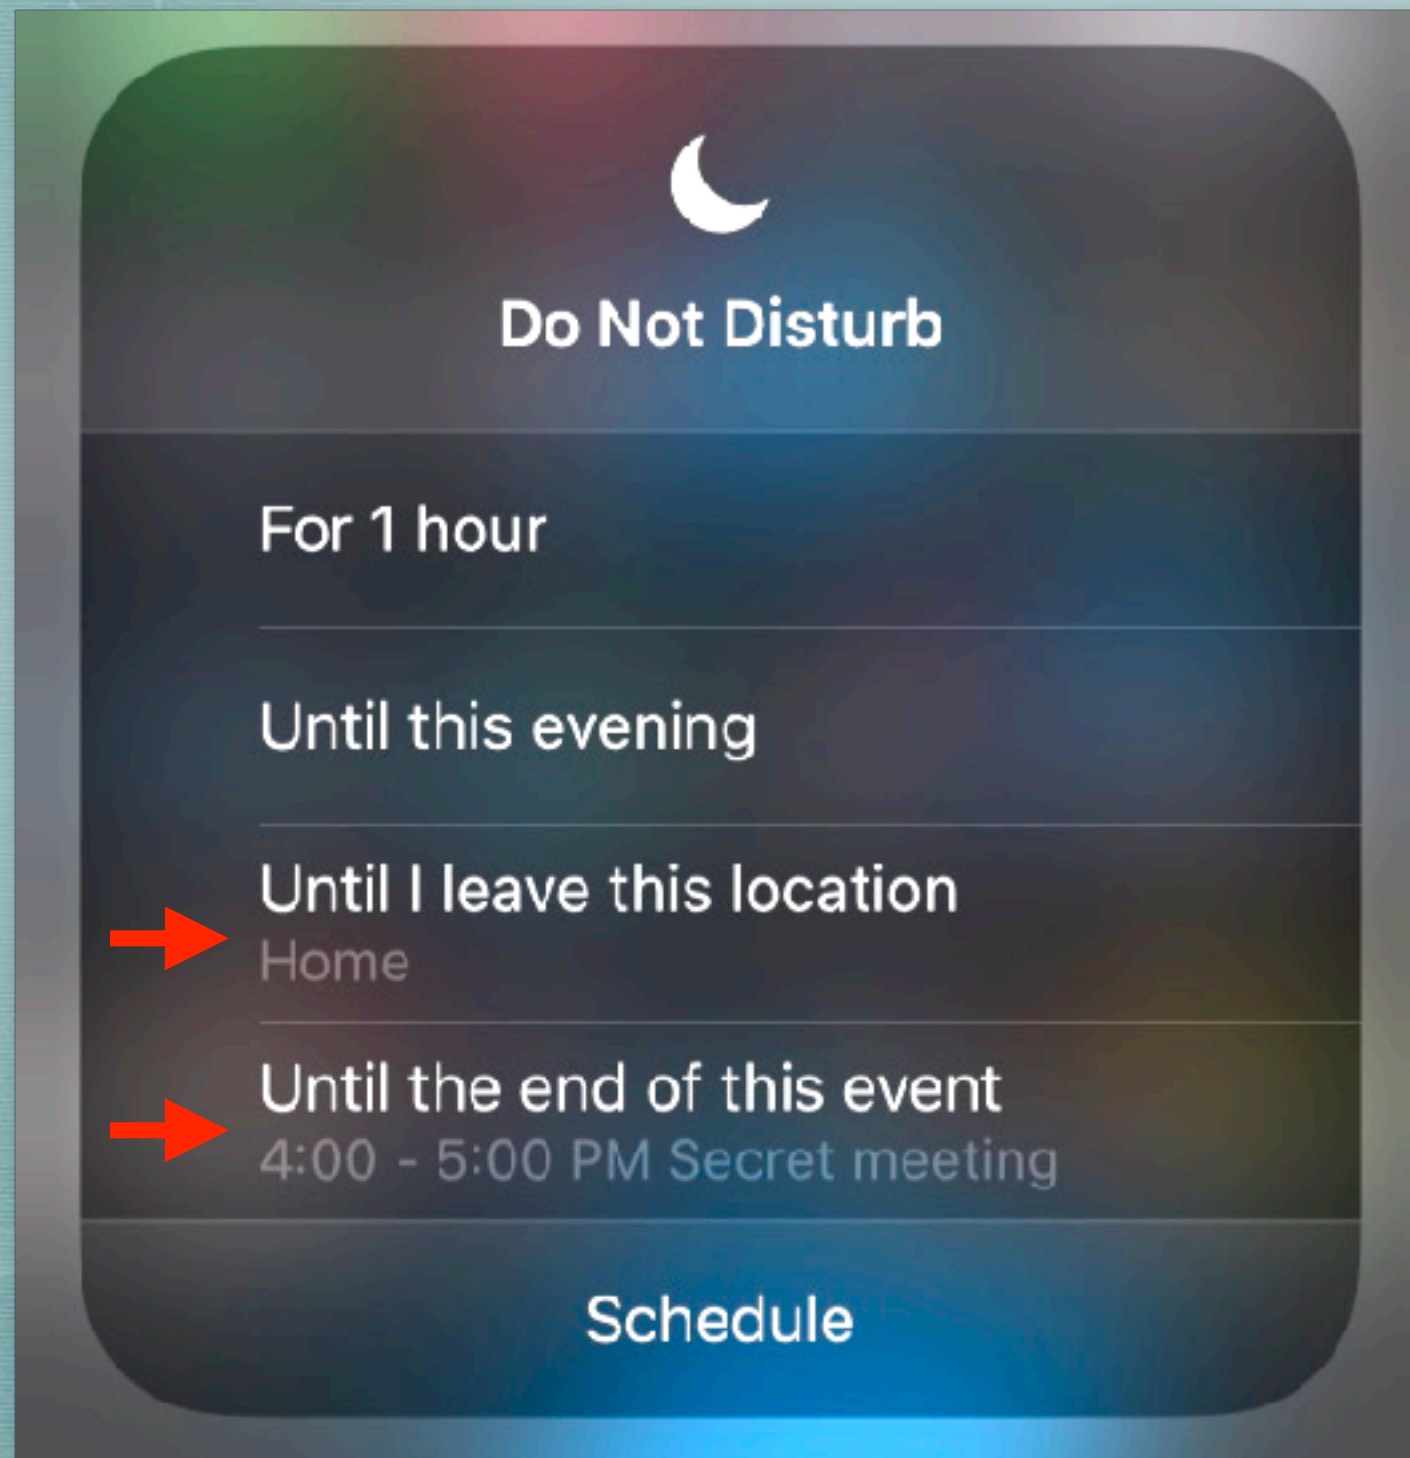 Do Not Disturb
For 1 hour
Until this evening
Until I leave this location
Home
Until the end of this event
4:00 - 5:00 PM Secret meeting
Schedule